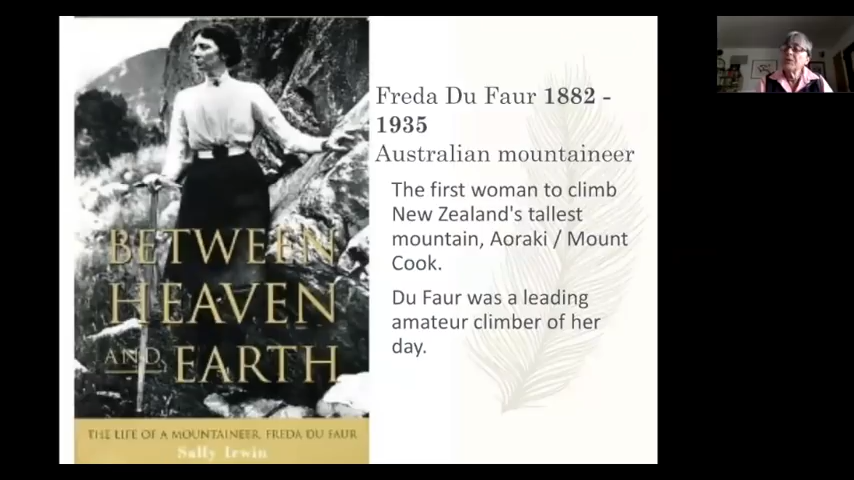 BETWEEN
HEAVEN
AND EARTH
THE LIFE OF A MOUNTAINEER, FREDA DU FAUR
Sally Irwin
Freda Du Faur 1882 -
1935
Australian mountaineer
The first woman to climb
New Zealand's tallest
mountain, Aoraki / Mount
Cook.
Du Faur was a leading
amateur climber of her
day.